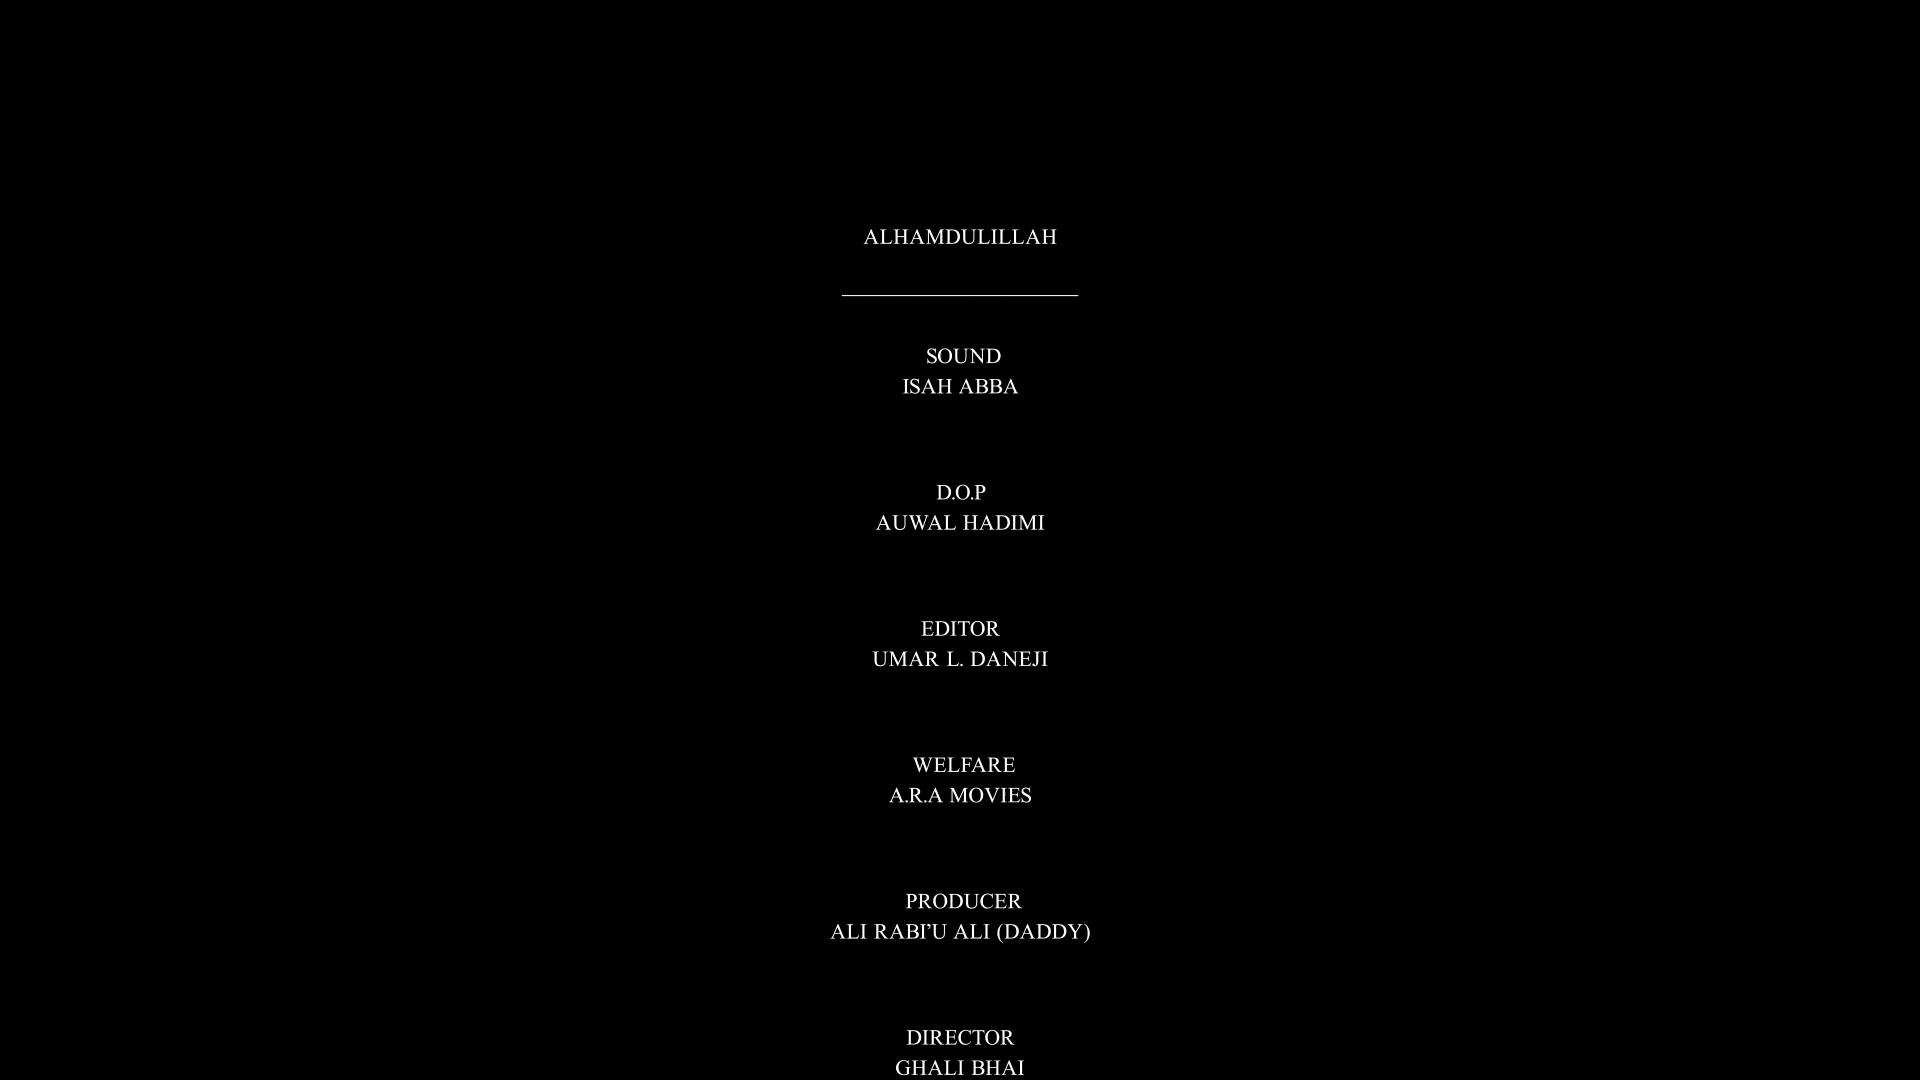 ALHAMDULILLAH
SOUND
ISAH ABBA
D.O.P
AUWAL HADIMI
EDITOR
UMAR L. DANEJI
WELFARE
A.R.A MOVIES
PRODUCER
ALI RABI’U ALI (DADDY)
DIRECTOR
GHALI BHAI